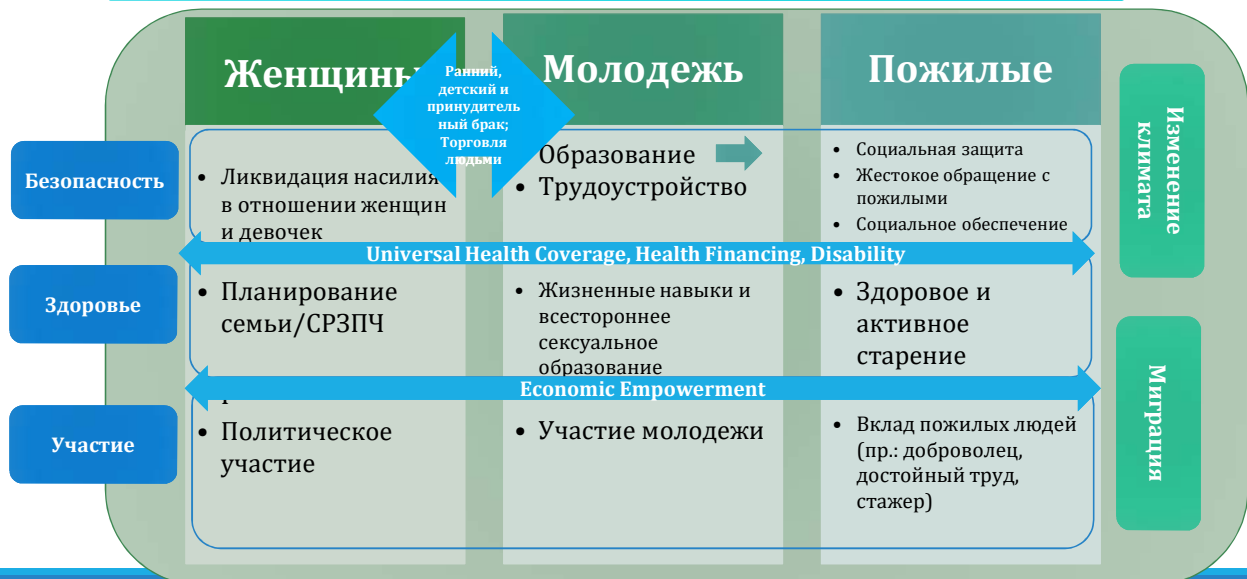 Женщины
Молодежь
Пожилые
Ранний,
детский и
принудитель
ный брак;
Торговля
людьми
Безопасность
• Ликвидация насилия
в отношении женщин
и девочек
Образование
• Трудоустройство
• Социальная защита
• Жестокое обращение с
пожилыми
• Социальное обеспечение
Изменение
климата
Universal Health Coverage, Health Financing, Disability
Здоровье
• Планирование
семьи/СРЗПЧ
• Жизненные навыки и
всестороннее
сексуальное
образование
• Здоровое и
активное
старение
Economic Empowerment
Миграция
Участие
• Политическое
участие
• Участие молодежи
• Вклад пожилых людей
(пр.: доброволец,
достойный труд,
стажер)